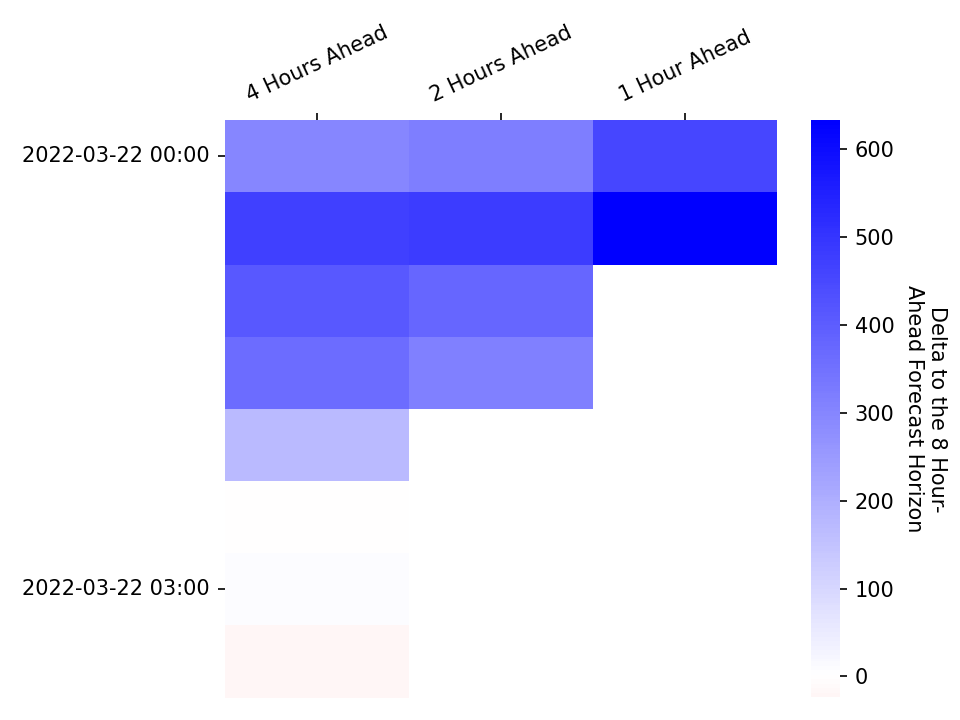 4 Hours Ahead
2 Hours Ahead
1 Hour Ahead
2022-03-22 00:00
2022-03-22 03:00
600
500
400
300
200
100
0
Delta to the 8 Hour-
Ahead Forecast Horizon